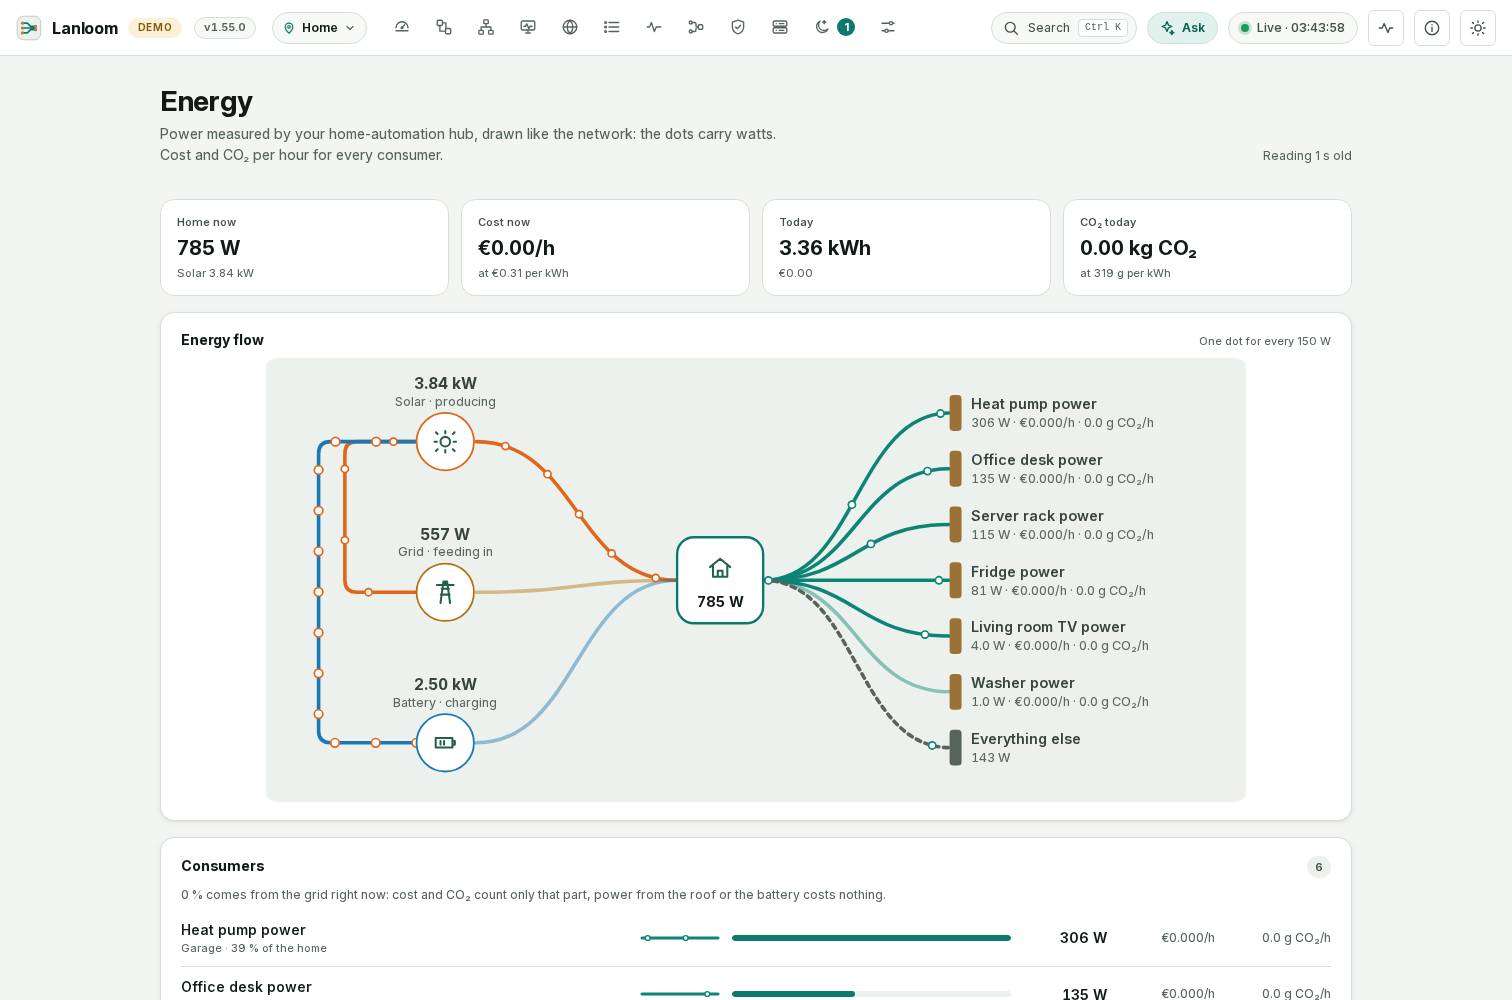 Lanloom DEMO v1.55.0 Home 1 Search Ctrl K Ask Live · 03:43:58
Energy
Power measured by your home-automation hub, drawn like the network: the dots carry watts.
Cost and CO₂ per hour for every consumer.
Reading 1 s old
Home now
785 W
Solar 3.84 kW
Cost now
€0.00/h
at €0.31 per kWh
Today
3.36 kWh
€0.00
CO₂ today
0.00 kg CO₂
at 319 g per kWh
Energy flow
One dot for every 150 W
3.84 kW
Solar · producing
557 W
Grid · feeding in
2.50 kW
Battery · charging
785 W
Heat pump power
306 W · €0.000/h · 0.0 g CO₂/h
Office desk power
135 W · €0.000/h · 0.0 g CO₂/h
Server rack power
115 W · €0.000/h · 0.0 g CO₂/h
Fridge power
81 W · €0.000/h · 0.0 g CO₂/h
Living room TV power
4.0 W · €0.000/h · 0.0 g CO₂/h
Washer power
1.0 W · €0.000/h · 0.0 g CO₂/h
Everything else
143 W
Consumers
6
0 % comes from the grid right now: cost and CO₂ count only that part, power from the roof or the battery costs nothing.
Heat pump power
Garage · 39 % of the home
306 W €0.000/h 0.0 g CO₂/h
Office desk power
135 W €0.000/h 0.0 g CO₂/h